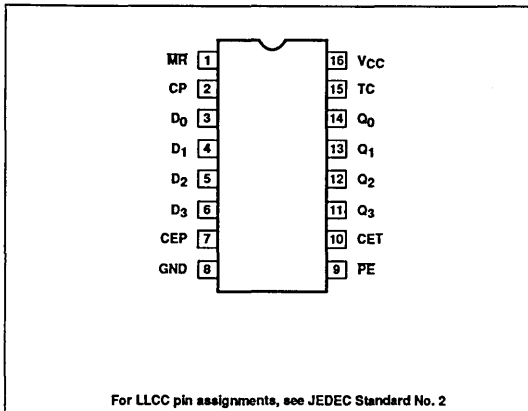 M̅R̅ 1 16 VCC
CP 2 15 TC
D0 3 14 Q0
D1 4 13 Q1
D2 5 12 Q2
D3 6 11 Q3
CEP 7 10 CET
GND 8 9 P̅E̅
For LLCC pin assignments, see JEDEC Standard No. 2